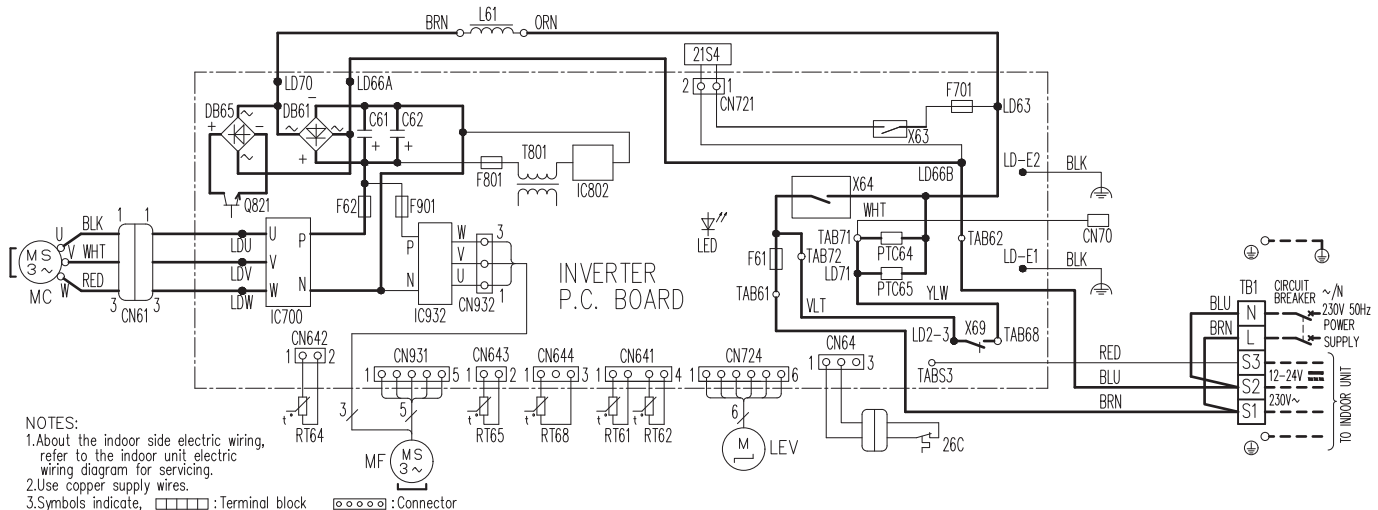 BRN L61 ORN
21S4
2 1
CN721
F701
LD70 LD66A
LD63
DB65 DB61
+ ~ − ~ − ~ ~ +
C61 C62
+ +
X63
T801
F801
IC802
LD66B
LD-E2 BLK
Q821
F62 F901
X64
WHT
LED
CN70
BLK 1 1
U
WHT
V
RED
W
MS
3~
MC
3 3
CN61
LDU
LDV
LDW
U P
V
W N
IC700
P
N
W
V
U
IC932
3
1
CN932
INVERTER
P.C. BOARD
TAB71
TAB72
PTC64
LD71
PTC65
TAB62
LD-E1 BLK
F61
TAB61
VLT
YLW
LD2-3 X69 TAB68
TB1
CIRCUIT
BREAKER
~/N
230V 50Hz
POWER
SUPPLY
BLU N
BRN L
S3
S2
S1
12-24V
230V~
TO INDOOR UNIT
RED
BLU
BRN
TABS3
CN642
1 2
t°
RT64
CN931
1 5
3 5
MF
MS
3~
CN643
1 2
t°
RT65
CN644
1 3
t°
RT68
CN641
1 4
t° t°
RT61 RT62
CN724
1 6
6
M
LEV
CN64
1 3
26C
NOTES:
1.About the indoor side electric wiring,
refer to the indoor unit electric
wiring diagram for servicing.
2.Use copper supply wires.
3.Symbols indicate, : Terminal block : Connector